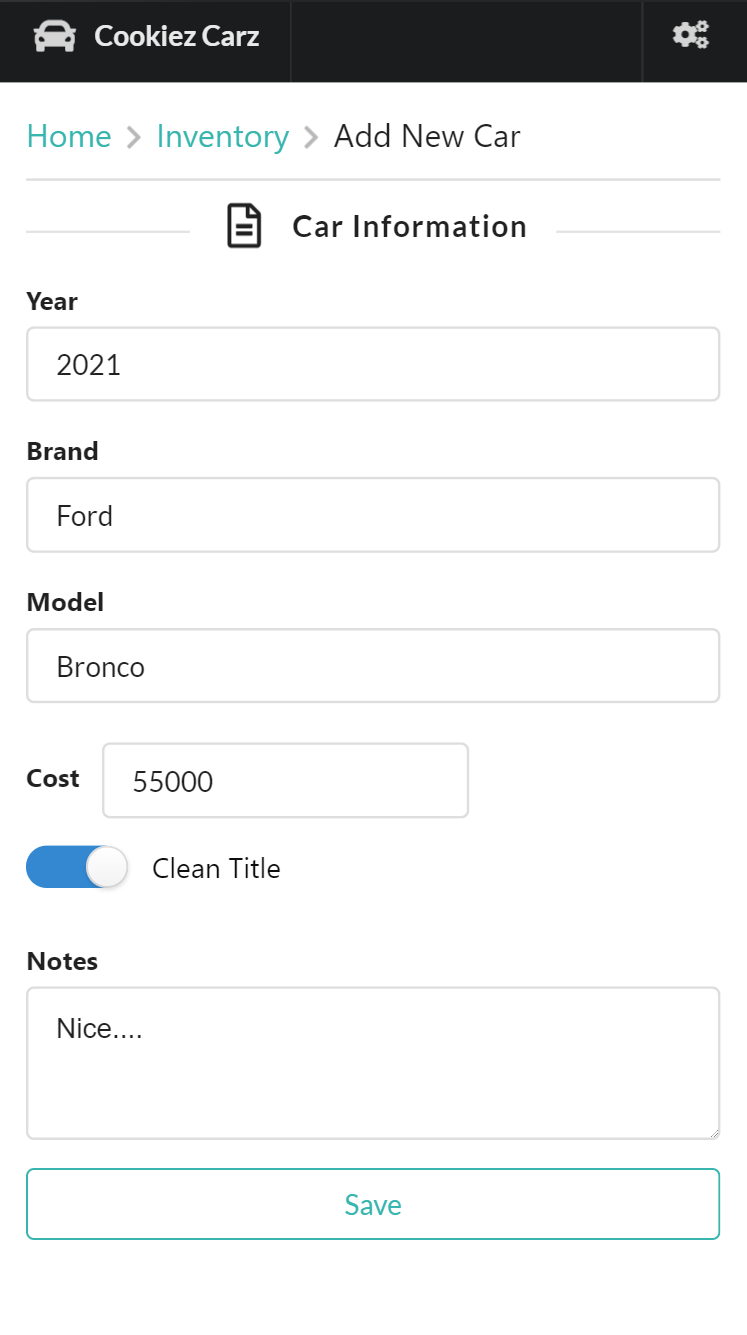 Cookiez Carz
Home Inventory Add New Car
Car Information
Year
2021
Brand
Ford
Model
Bronco
Cost 55000
Clean Title
Notes
Nice....
Save